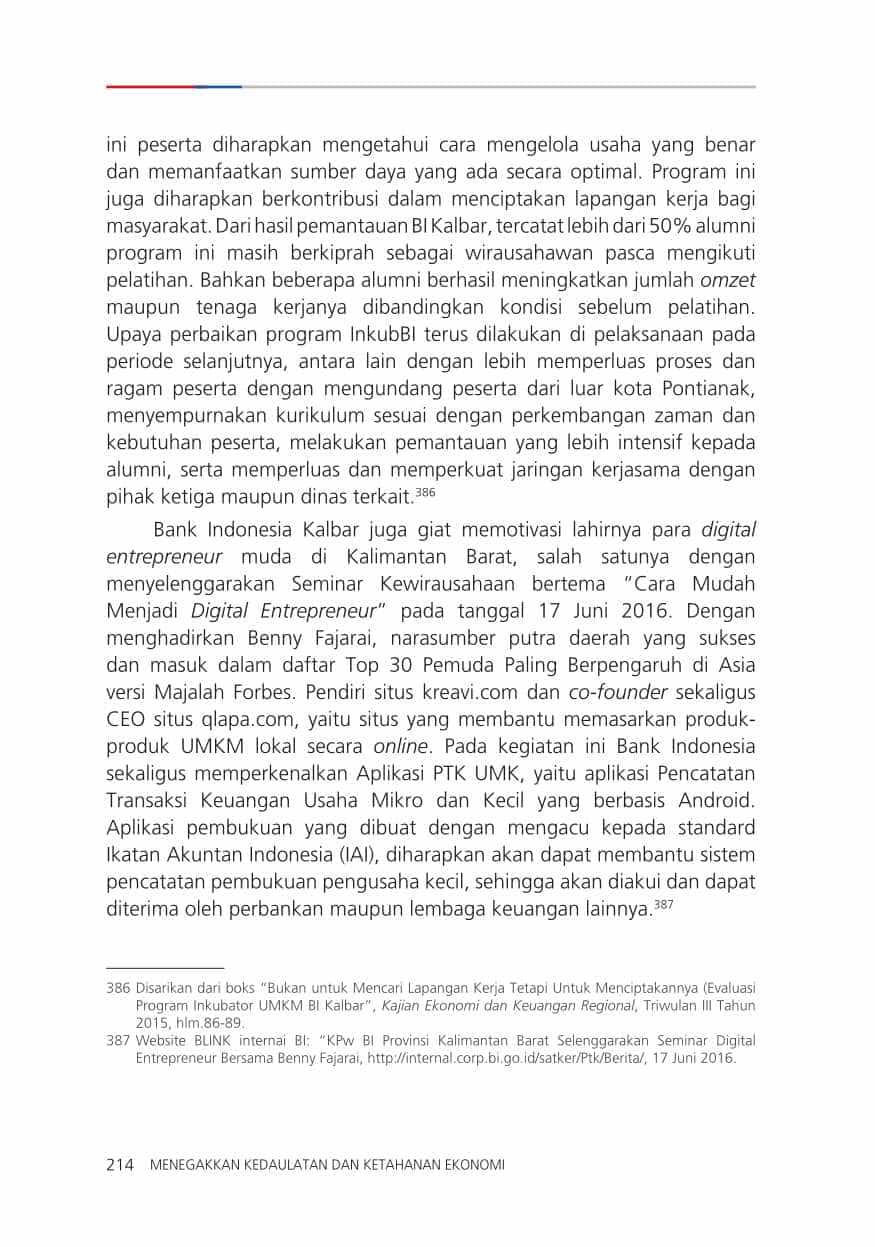 ini peserta diharapkan mengetahui cara mengelola usaha yang benar
dan memanfaatkan sumber daya yang ada secara optimal. Program ini
juga diharapkan berkontribusi dalam menciptakan lapangan kerja bagi
masyarakat. Dari hasil pemantauan BI Kalbar, tercatat lebih dari 50% alumni
program ini masih berkiprah sebagai wirausahawan pasca mengikuti
pelatihan. Bahkan beberapa alumni berhasil meningkatkan jumlah omzet
maupun tenaga kerjanya dibandingkan kondisi sebelum pelatihan.
Upaya perbaikan program InkubBI terus dilakukan di pelaksanaan pada
periode selanjutnya, antara lain dengan lebih memperluas proses dan
ragam peserta dengan mengundang peserta dari luar kota Pontianak,
menyempurnakan kurikulum sesuai dengan perkembangan zaman dan
kebutuhan peserta, melakukan pemantauan yang lebih intensif kepada
alumni, serta memperluas dan memperkuat jaringan kerjasama dengan
pihak ketiga maupun dinas terkait.386
Bank Indonesia Kalbar juga giat memotivasi lahirnya para digital
entrepreneur muda di Kalimantan Barat, salah satunya dengan
menyelenggarakan Seminar Kewirausahaan bertema “Cara Mudah
Menjadi Digital Entrepreneur” pada tanggal 17 Juni 2016. Dengan
menghadirkan Benny Fajarai, narasumber putra daerah yang sukses
dan masuk dalam daftar Top 30 Pemuda Paling Berpengaruh di Asia
versi Majalah Forbes. Pendiri situs kreavi.com dan co-founder sekaligus
CEO situs qlapa.com, yaitu situs yang membantu memasarkan produk-
produk UMKM lokal secara online. Pada kegiatan ini Bank Indonesia
sekaligus memperkenalkan Aplikasi PTK UMK, yaitu aplikasi Pencatatan
Transaksi Keuangan Usaha Mikro dan Kecil yang berbasis Android.
Aplikasi pembukuan yang dibuat dengan mengacu kepada standard
Ikatan Akuntan Indonesia (IAI), diharapkan akan dapat membantu sistem
pencatatan pembukuan pengusaha kecil, sehingga akan diakui dan dapat
diterima oleh perbankan maupun lembaga keuangan lainnya.387
386 Disarikan dari boks “Bukan untuk Mencari Lapangan Kerja Tetapi Untuk Menciptakannya (Evaluasi
Program Inkubator UMKM BI Kalbar”, Kajian Ekonomi dan Keuangan Regional, Triwulan III Tahun
2015, hlm.86-89.
387 Website BLINK internai BI: “KPw BI Provinsi Kalimantan Barat Selenggarakan Seminar Digital
Entrepreneur Bersama Benny Fajarai, http://internal.corp.bi.go.id/satker/Ptk/Berita/, 17 Juni 2016.
214 MENEGAKKAN KEDAULATAN DAN KETAHANAN EKONOMI